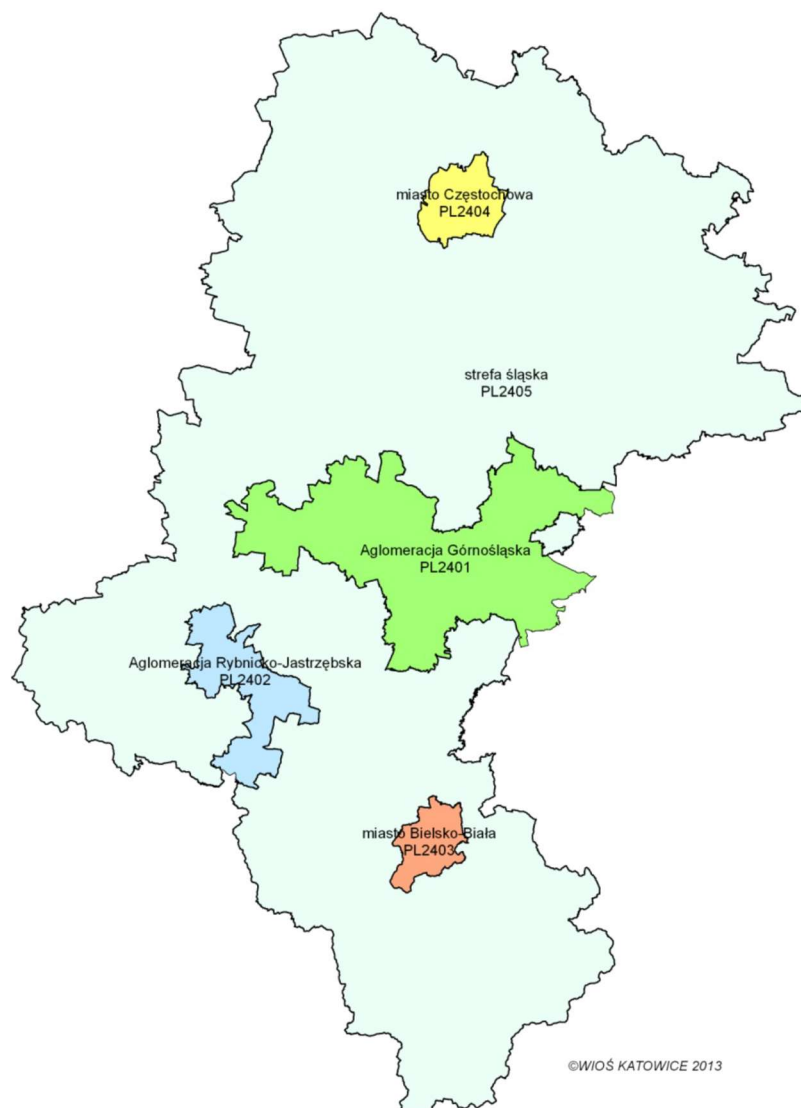 miasto Częstochowa
PL2404
strefa śląska
PL2405
Aglomeracja Górnośląska
PL2401
Aglomeracja Rybnicko-Jastrzębska
PL2402
miasto Bielsko-Biała
PL2403
©WIOŚ KATOWICE 2013